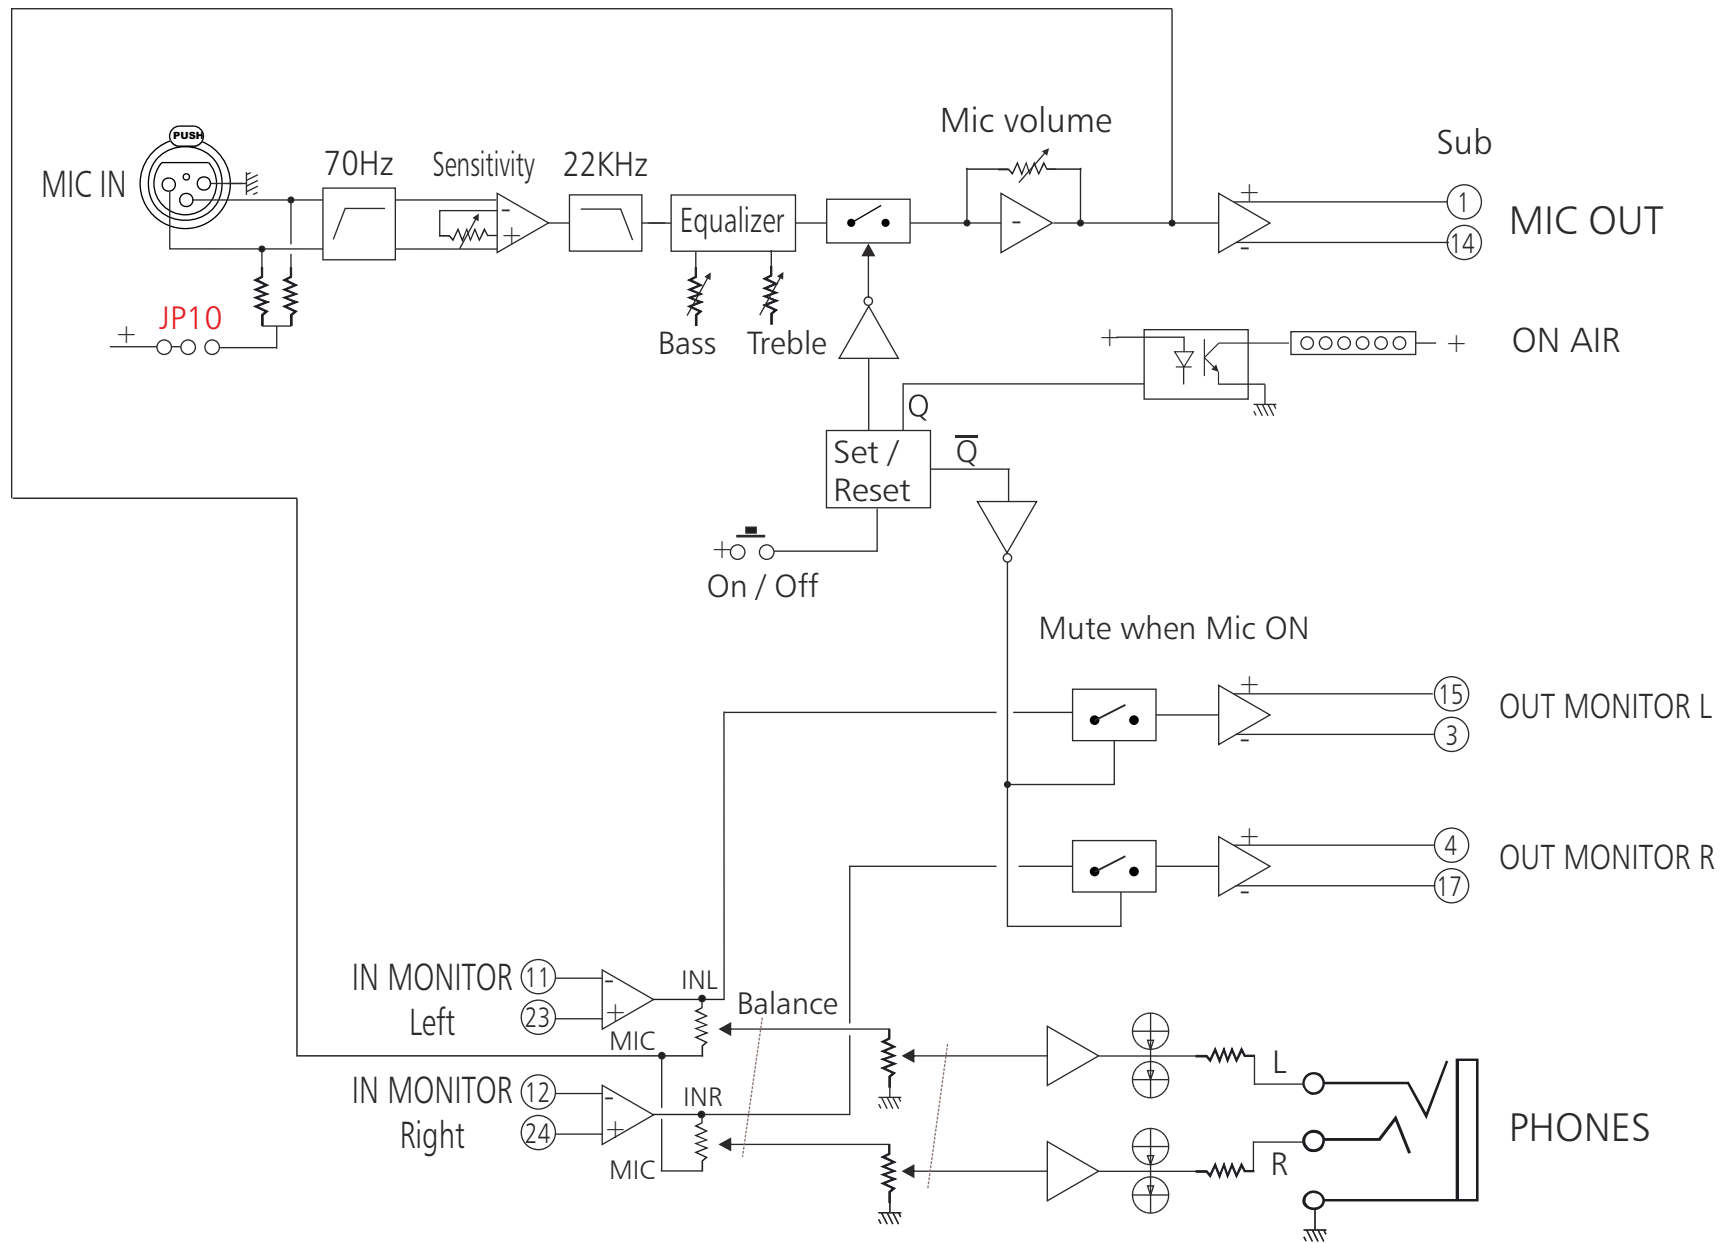 Mic volume
Sub
PUSH
MIC IN
70Hz
Sensitivity
22KHz
-
+
Equalizer
-
+
-
1
14
MIC OUT
JP10
+
Bass
Treble
+
+
ON AIR
Q
Q̅
Set /
Reset
+
On / Off
Mute when Mic ON
+
-
15
3
OUT MONITOR L
+
-
4
17
OUT MONITOR R
IN MONITOR
Left
11
23
-
+
INL
MIC
Balance
IN MONITOR
Right
12
24
-
+
INR
MIC
L
R
PHONES